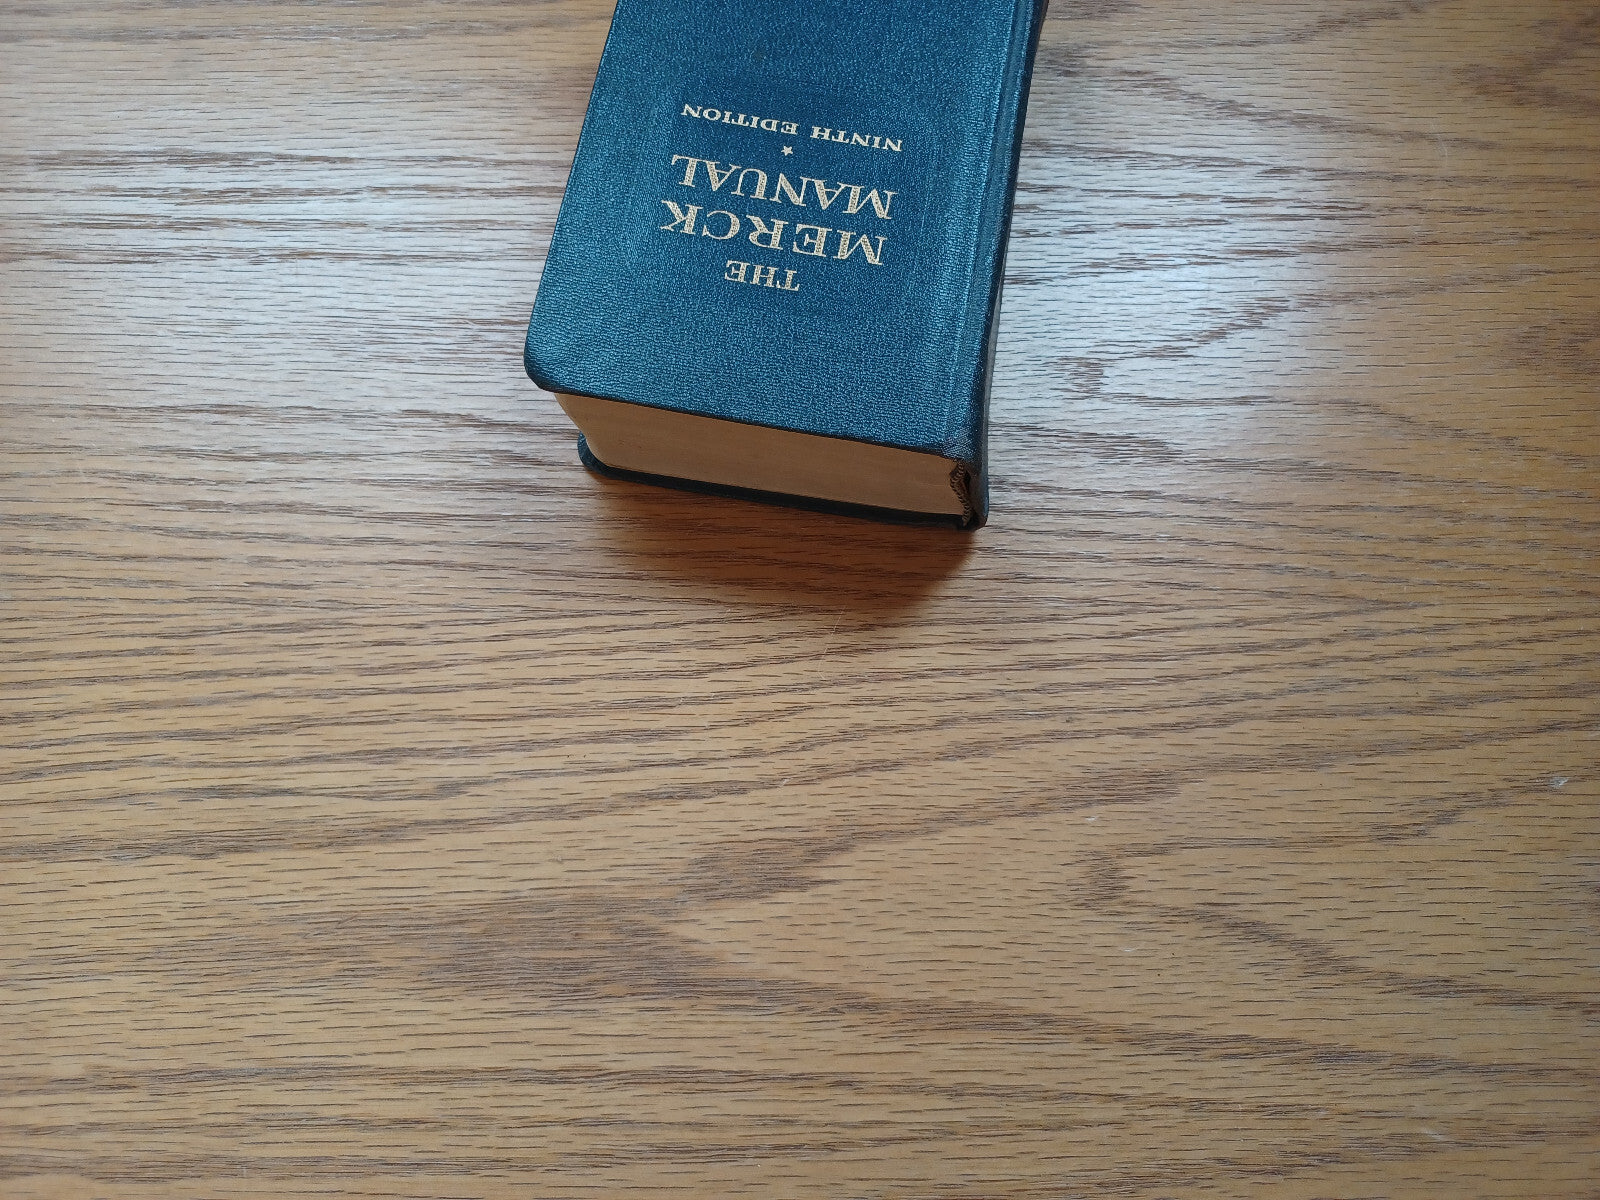 THE
MERCK
MANUAL
★
NINTH EDITION